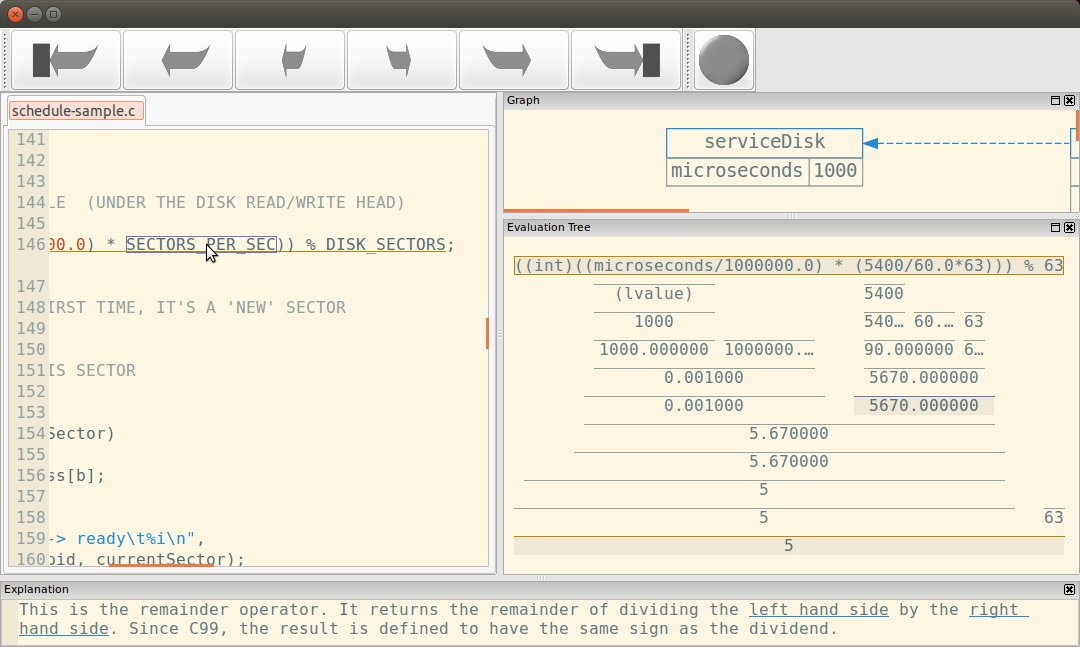 schedule-sample.c
141
142
143
144 LE (UNDER THE DISK READ/WRITE HEAD)
145
146 00.0) * SECTORS_PER_SEC)) % DISK_SECTORS;
147
148 IRST TIME, IT'S A 'NEW' SECTOR
149
150
151 IS SECTOR
152
153
154 Sector)
155
156 ss[b];
157
158
159 -> ready\t%i\n",
160 oid, currentSector);
Graph
serviceDisk
microseconds 1000
Evaluation Tree
((int)((microseconds/1000000.0) * (5400/60.0*63))) % 63
(lvalue) 5400
1000 540… 60.… 63
1000.000000 1000000.… 90.000000 6…
0.001000 5670.000000
0.001000 5670.000000
5.670000
5.670000
5
5 63
5
Explanation
This is the remainder operator. It returns the remainder of dividing the left hand side by the right
hand side. Since C99, the result is defined to have the same sign as the dividend.